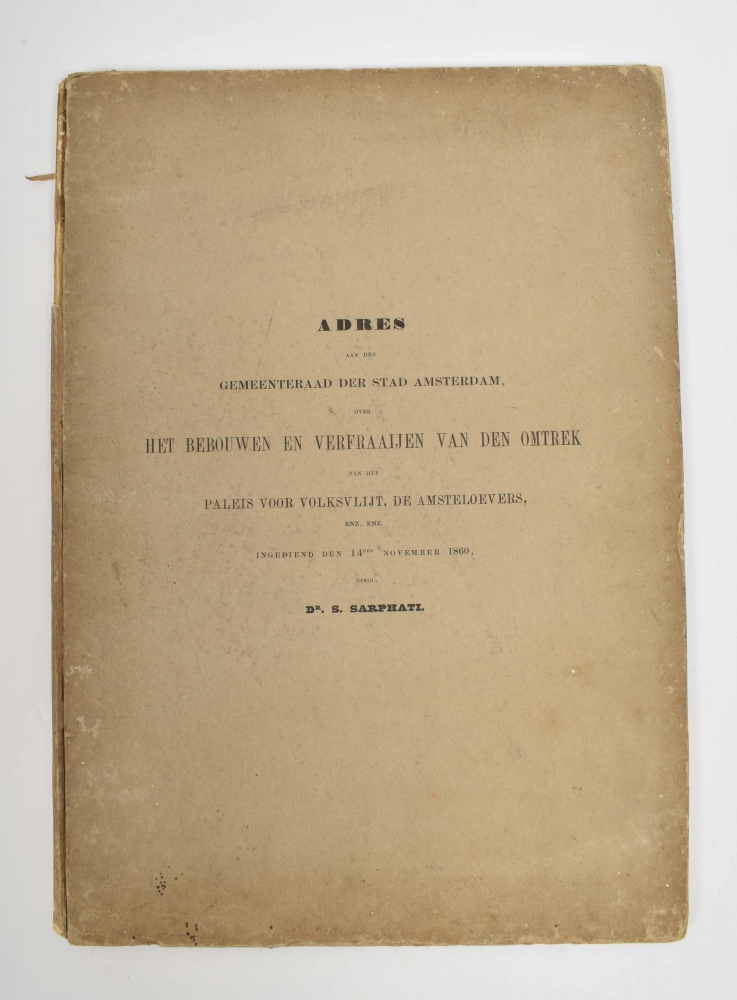 ADRES
AAN DEN
GEMEENTERAAD DER STAD AMSTERDAM,
OVER
HET BEBOUWEN EN VERFRAAIJEN VAN DEN OMTREK
VAN HET
PALEIS VOOR VOLKSVLIJT, DE AMSTELOEVERS,
ENZ. ENZ.
INGEDIEND DEN 14DEN NOVEMBER 1860,
DOOR
DR. S. SARPHATI.